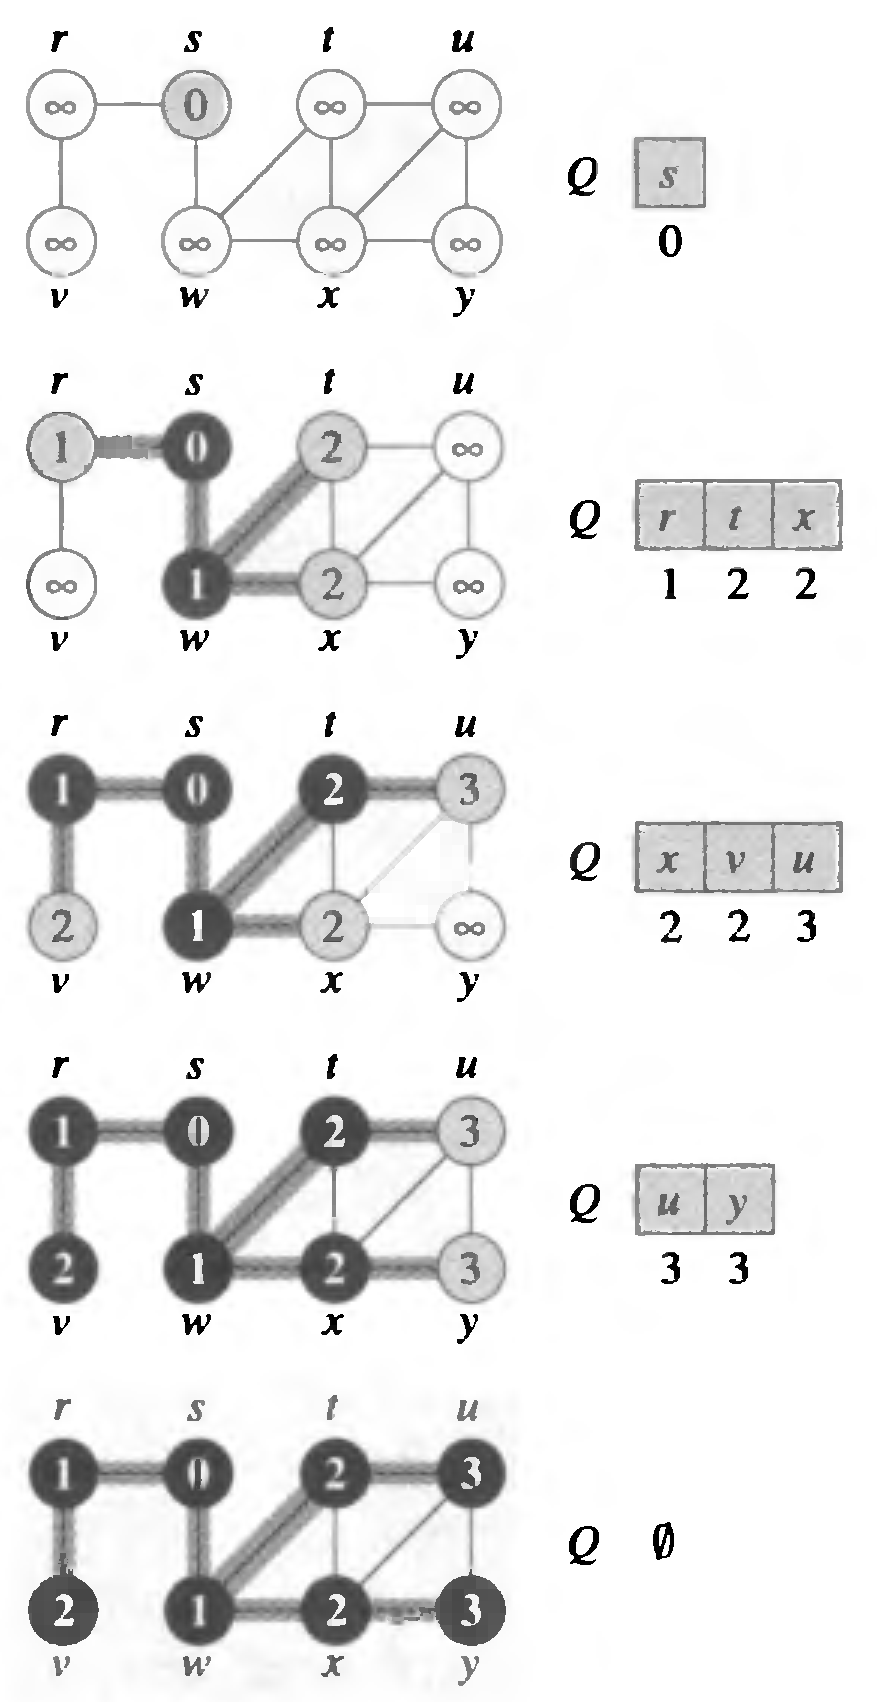 r s t u
∞ 0 ∞ ∞
Q s
0
∞ ∞ ∞ ∞
v w x y
r s t u
1 0 2 ∞
Q r t x
1 2 2
∞ 1 2 ∞
v w x y
r s t u
1 0 2 3
Q x v u
2 2 3
2 1 2 ∞
v w x y
r s t u
1 0 2 3
Q u y
3 3
2 1 2 3
v w x y
r s t u
1 0 2 3
Q ∅
2 1 2 3
v w x y